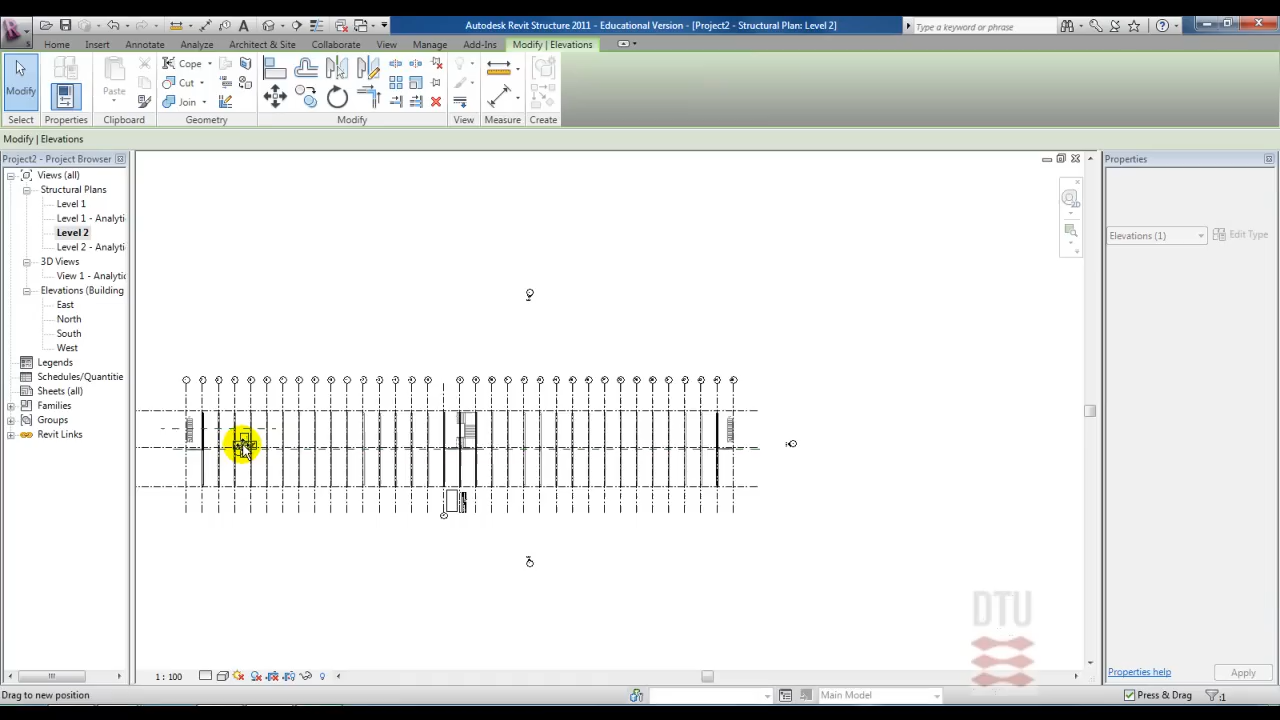 Autodesk Revit Structure 2011 - Educational Version - [Project2 - Structural Plan: Level 2]
Type a keyword or phrase
Home Insert Annotate Analyze Architect & Site Collaborate View Manage Add-Ins Modify | Elevations
Cope
Cut
Join
Modify
Paste
Select Properties Clipboard Geometry Modify View Measure Create
Modify | Elevations
Project2 - Project Browser
Properties
Views (all)
Structural Plans
Level 1
Level 1 - Analyti
Level 2
Level 2 - Analyti
3D Views
View 1 - Analytic
Elevations (Building
East
North
South
West
Legends
Schedules/Quantitie
Sheets (all)
Families
Groups
Revit Links
2D
Elevations (1)
Edit Type
DTU
1 : 100
Properties help
Apply
Drag to new position
Main Model
Press & Drag
:1